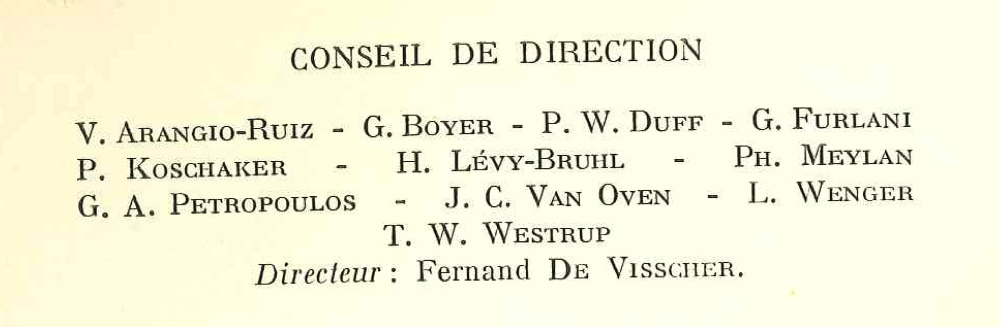 CONSEIL DE DIRECTION
V. ARANGIO-RUIZ - G. BOYER - P. W. DUFF - G. FURLANI
P. KOSCHAKER - H. LÉVY-BRUHL - PH. MEYLAN
G. A. PETROPOULOS - J. C. VAN OVEN - L. WENGER
T. W. WESTRUP
Directeur : Fernand DE VISSCHER.